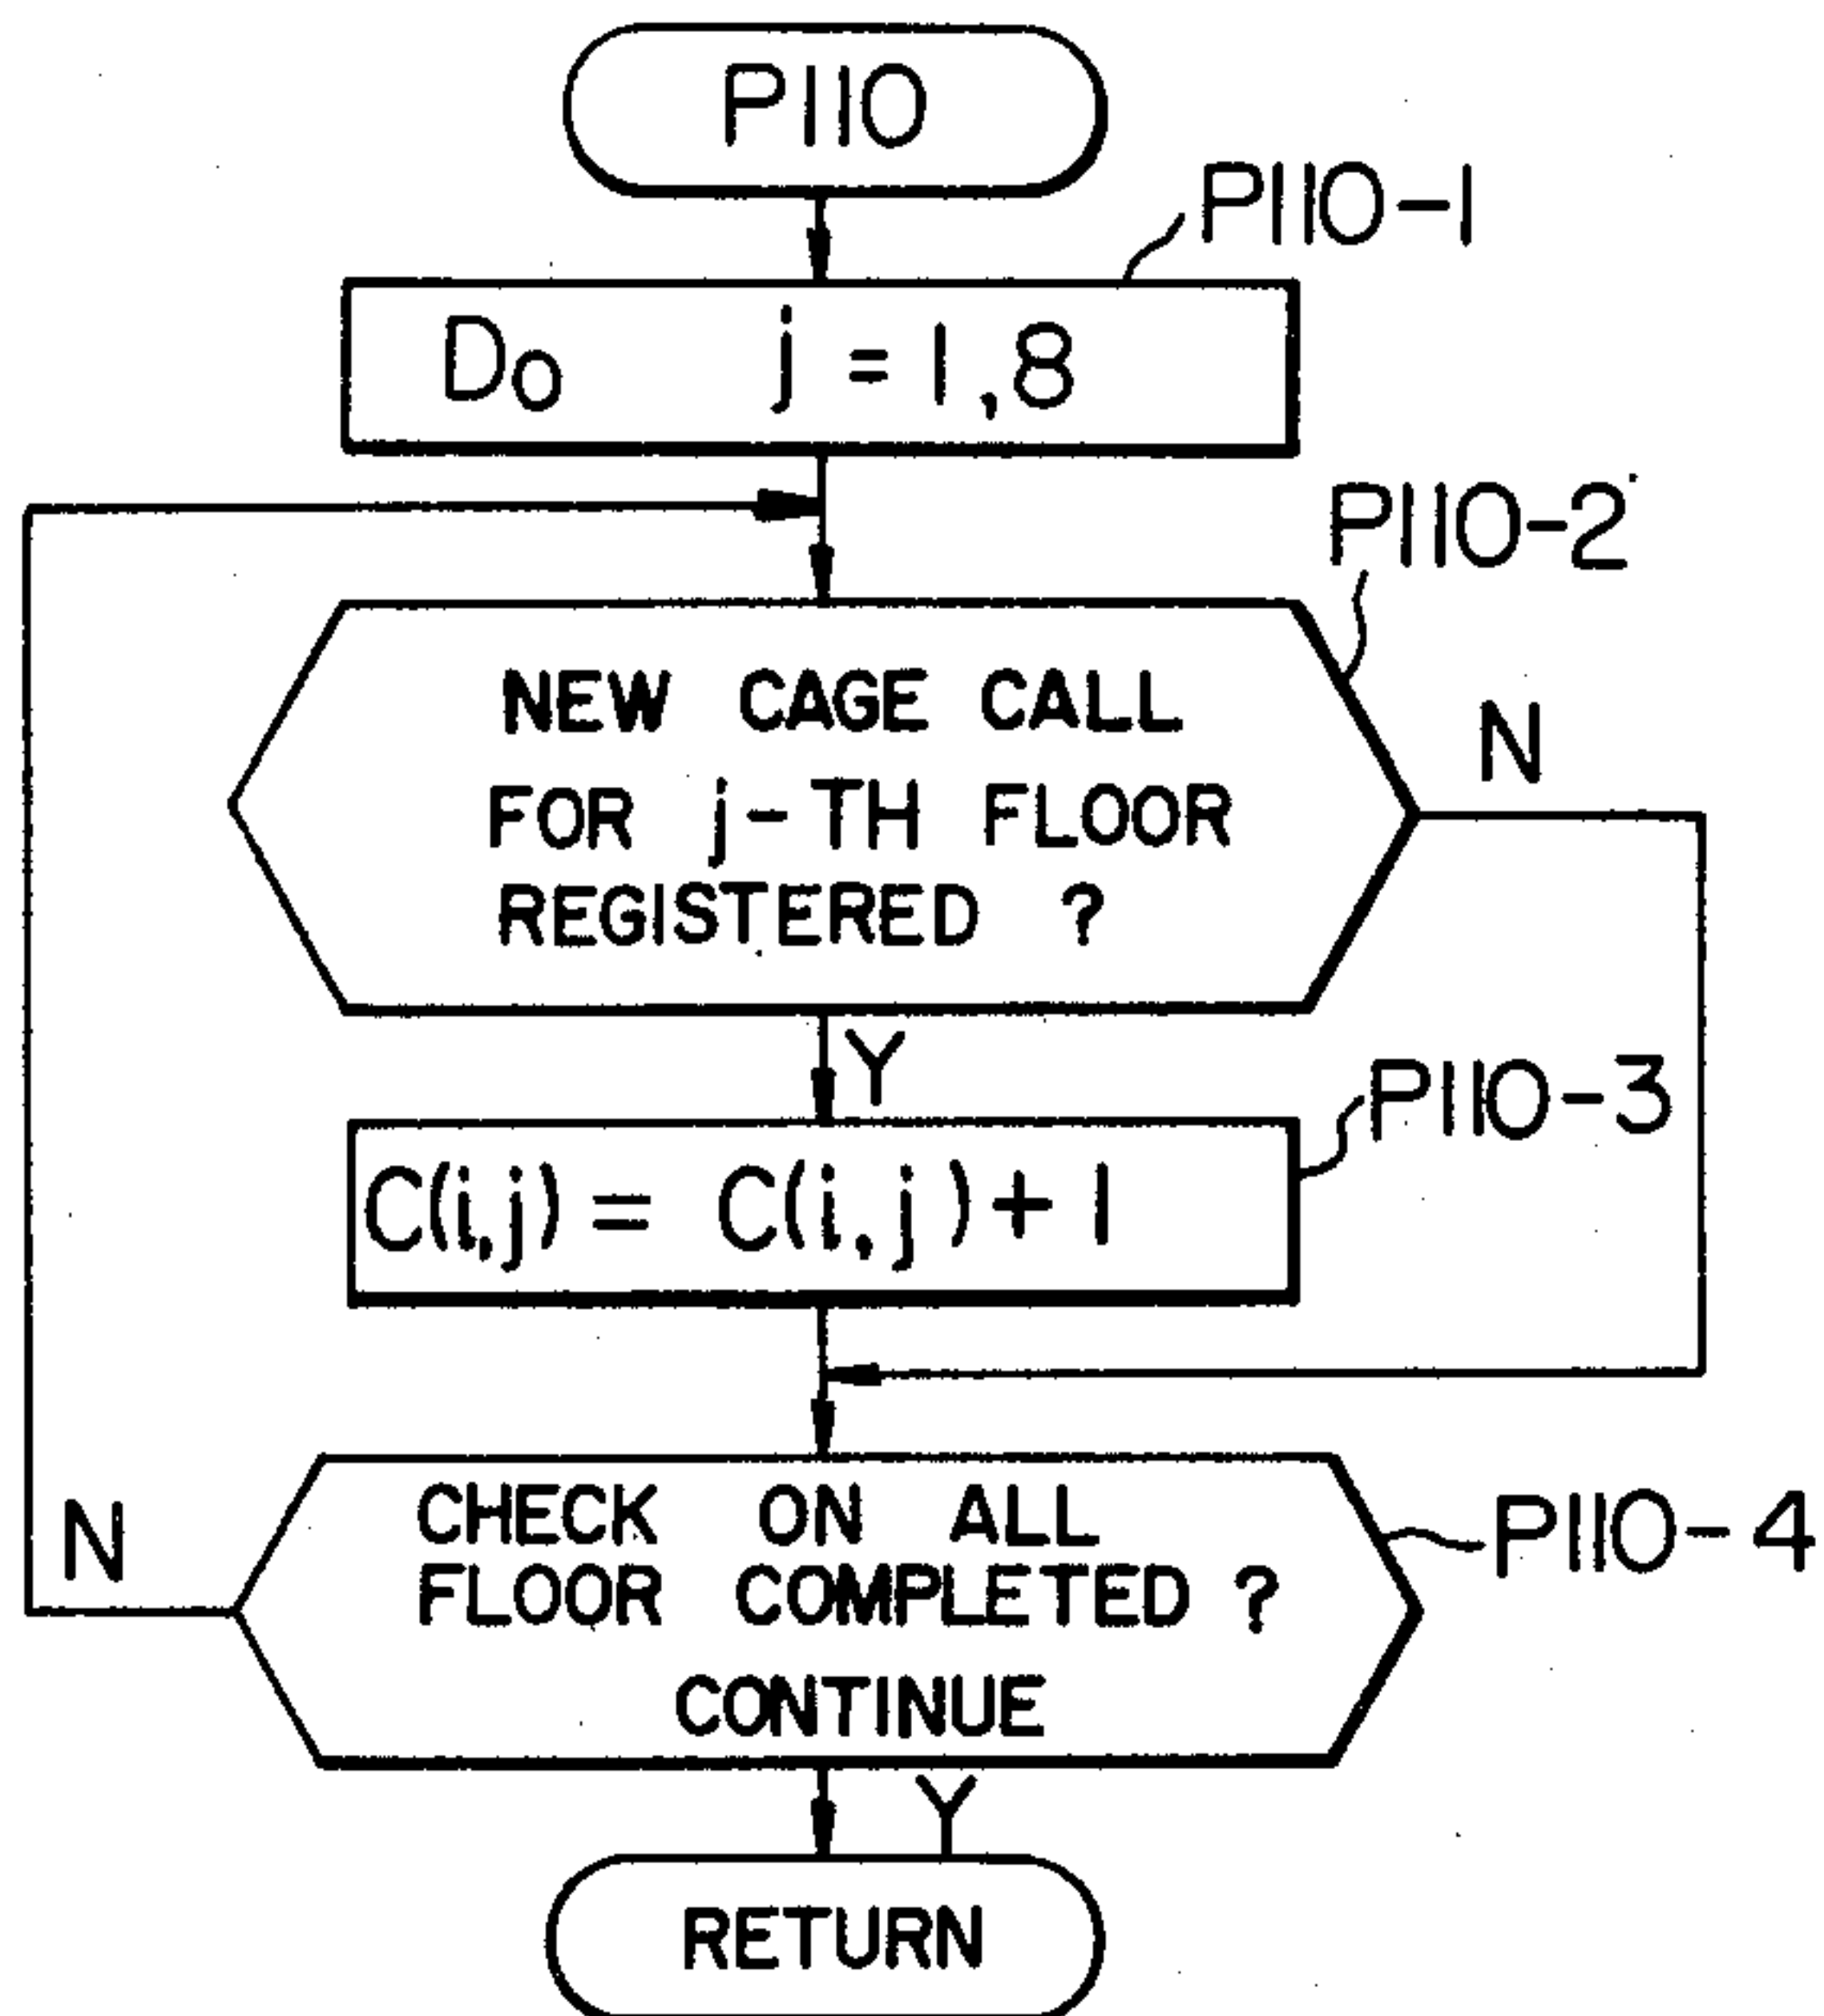 P110
P110-1
Do j = 1,8
P110-2
NEW CAGE CALL
FOR j-TH FLOOR
REGISTERED ?
N
Y
P110-3
C(i,j) = C(i,j)+1
CHECK ON ALL
FLOOR COMPLETED ?
CONTINUE
N
P110-4
Y
RETURN